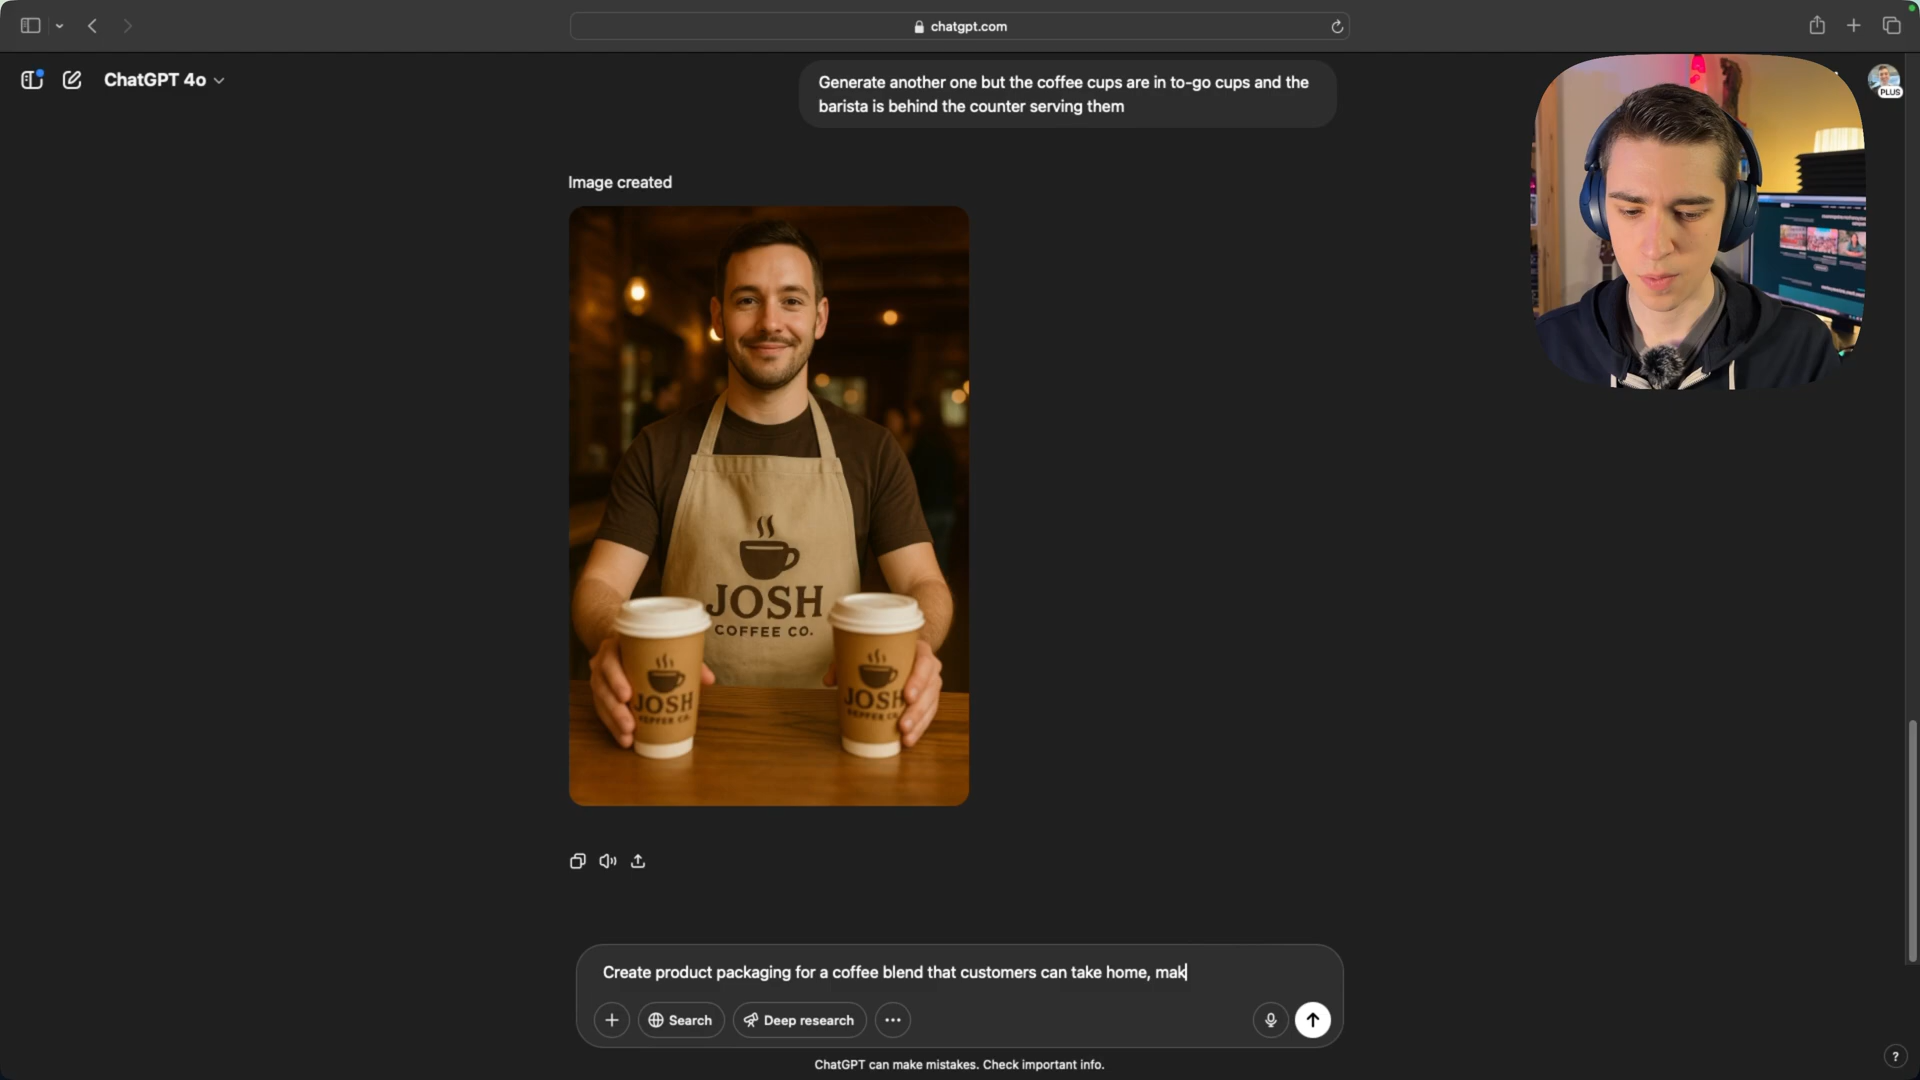 chatgpt.com
ChatGPT 4o
PLUS
Generate another one but the coffee cups are in to-go cups and the
barista is behind the counter serving them
Image created
JOSH
COFFEE CO.
JOSH
JOSH
Create product packaging for a coffee blend that customers can take home, mak
Search
Deep research
ChatGPT can make mistakes. Check important info.
?